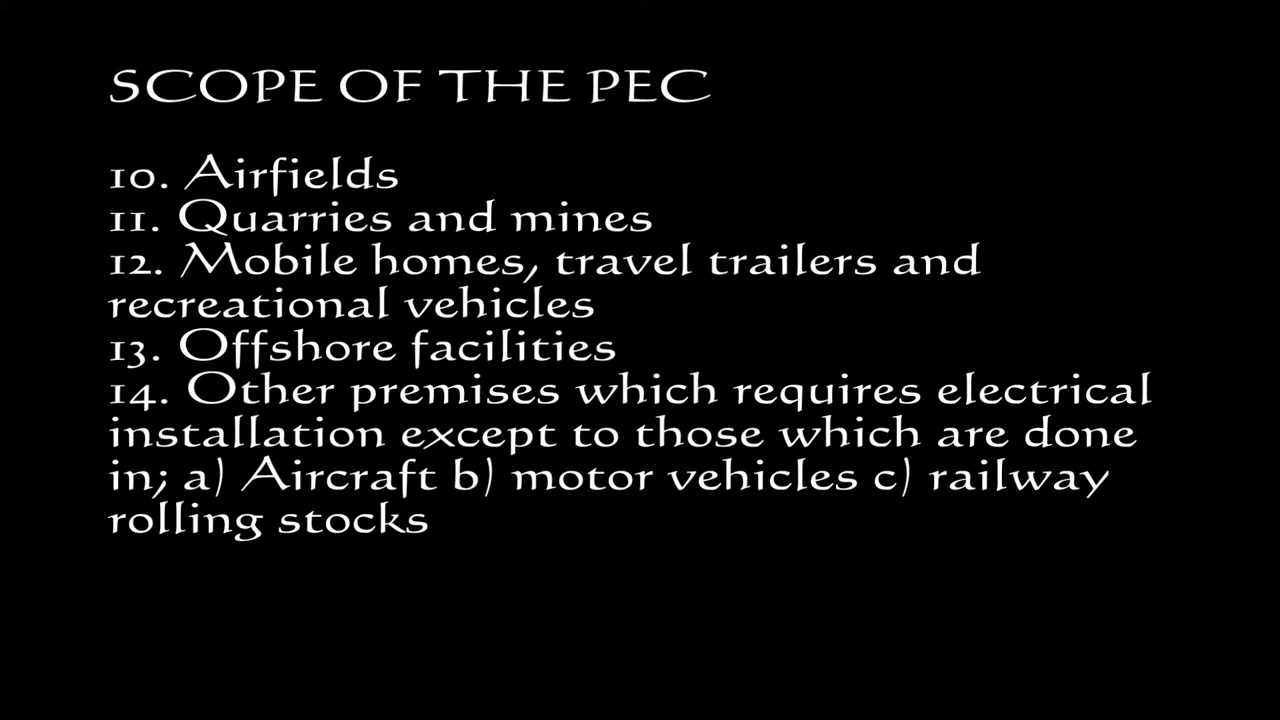 SCOPE OF THE PEC
10. Airfields
11. Quarries and mines
12. Mobile homes, travel trailers and
recreational vehicles
13. Offshore facilities
14. Other premises which requires electrical
installation except to those which are done
in; a) Aircraft b) motor vehicles c) railway
rolling stocks